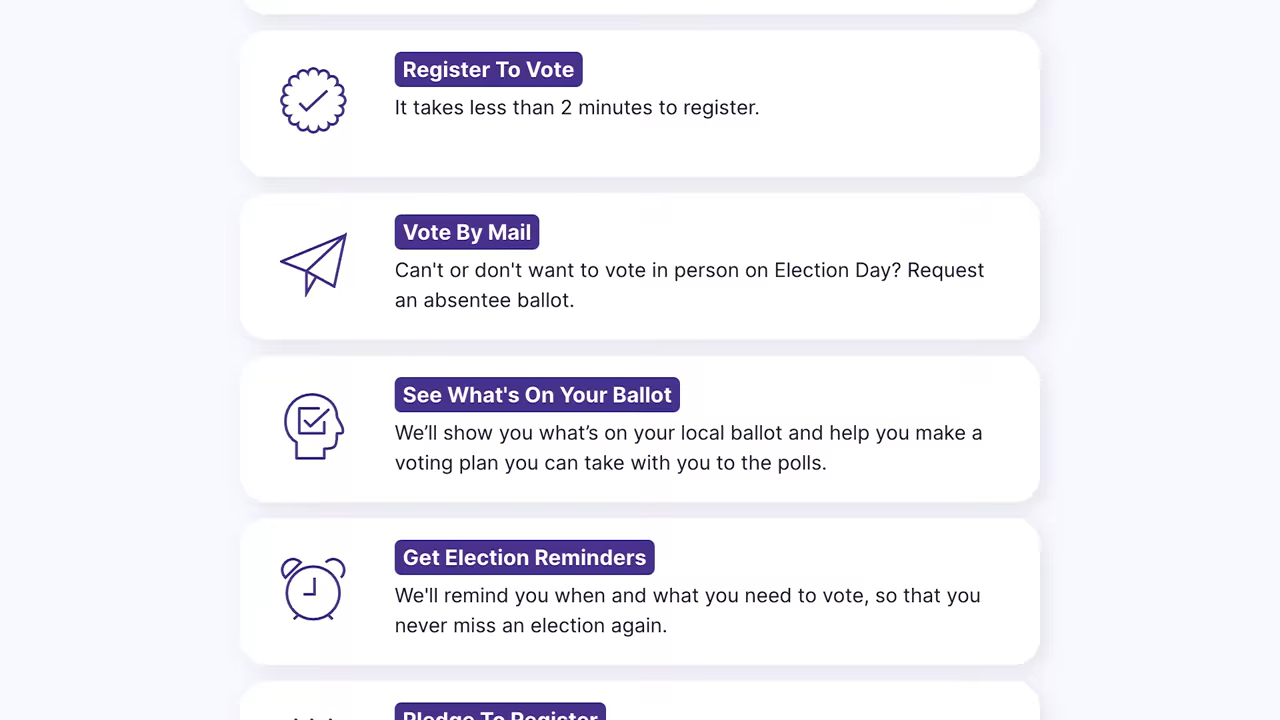 Register To Vote
It takes less than 2 minutes to register.
Vote By Mail
Can't or don't want to vote in person on Election Day? Request
an absentee ballot.
See What's On Your Ballot
We’ll show you what’s on your local ballot and help you make a
voting plan you can take with you to the polls.
Get Election Reminders
We'll remind you when and what you need to vote, so that you
never miss an election again.
Pledge To Register